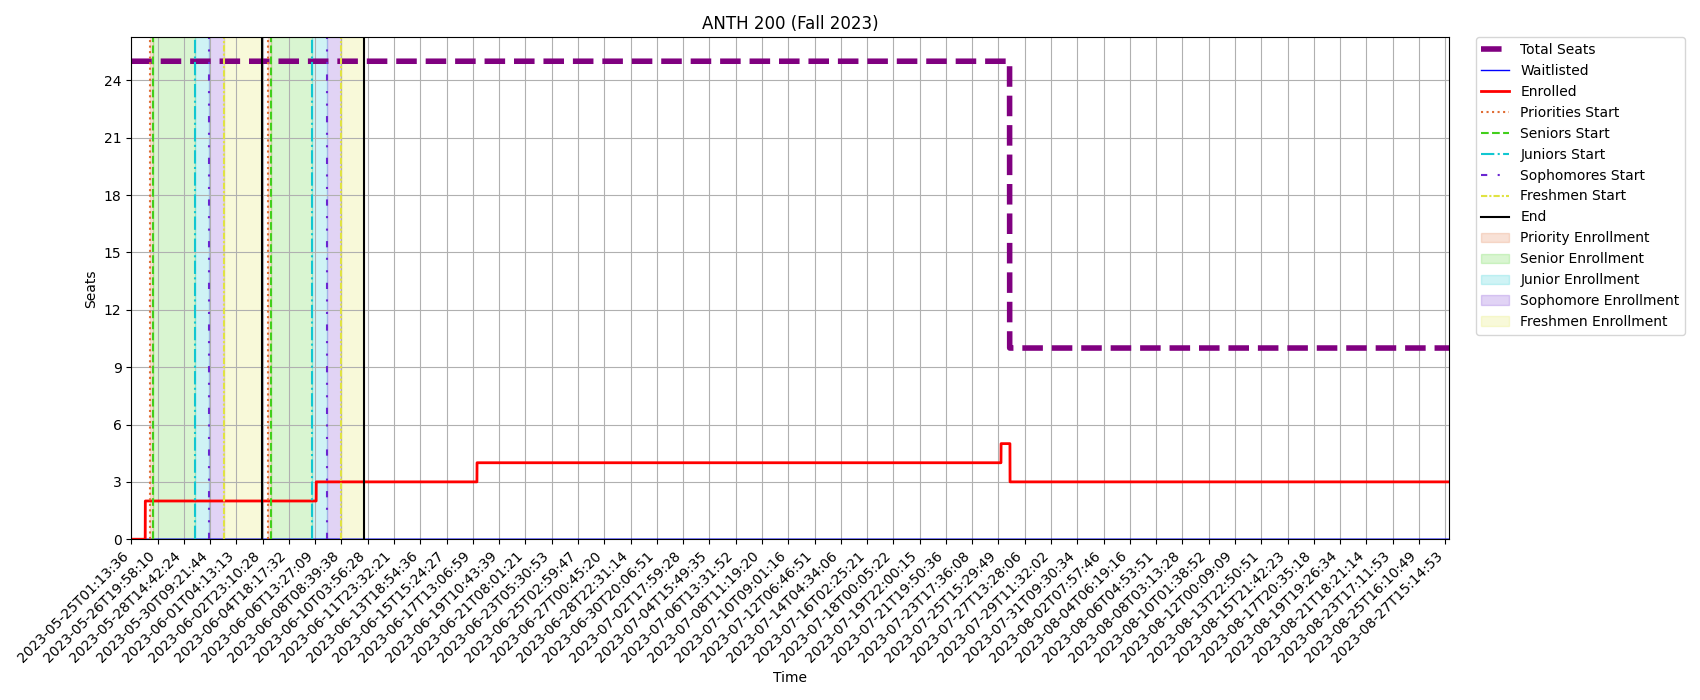 ANTH 200 (Fall 2023)
Seats
24
21
18
15
12
9
6
3
0
2023-05-25T01:13:36
2023-05-26T19:58:10
2023-05-28T14:42:24
2023-05-30T09:21:44
2023-06-01T04:13:13
2023-06-02T23:10:28
2023-06-04T18:17:32
2023-06-06T13:27:09
2023-06-08T08:39:38
2023-06-10T03:56:28
2023-06-11T23:32:21
2023-06-13T18:54:36
2023-06-15T15:24:27
2023-06-17T13:06:59
2023-06-19T10:43:39
2023-06-21T08:01:21
2023-06-23T05:30:53
2023-06-25T02:59:47
2023-06-27T00:45:20
2023-06-28T22:31:14
2023-06-30T20:06:51
2023-07-02T17:59:28
2023-07-04T15:49:35
2023-07-06T13:31:52
2023-07-08T11:19:20
2023-07-10T09:01:16
2023-07-12T06:46:51
2023-07-14T04:34:06
2023-07-16T02:25:21
2023-07-18T00:05:22
2023-07-19T22:00:15
2023-07-21T19:50:36
2023-07-23T17:36:08
2023-07-25T15:29:49
2023-07-27T13:28:06
2023-07-29T11:32:02
2023-07-31T09:30:34
2023-08-02T07:57:46
2023-08-04T06:19:16
2023-08-06T04:53:51
2023-08-08T03:13:28
2023-08-10T01:38:52
2023-08-12T00:09:09
2023-08-13T22:50:51
2023-08-15T21:42:23
2023-08-17T20:35:18
2023-08-19T19:26:34
2023-08-21T18:21:14
2023-08-23T17:11:53
2023-08-25T16:10:49
2023-08-27T15:14:53
Time
Total Seats
Waitlisted
Enrolled
Priorities Start
Seniors Start
Juniors Start
Sophomores Start
Freshmen Start
End
Priority Enrollment
Senior Enrollment
Junior Enrollment
Sophomore Enrollment
Freshmen Enrollment